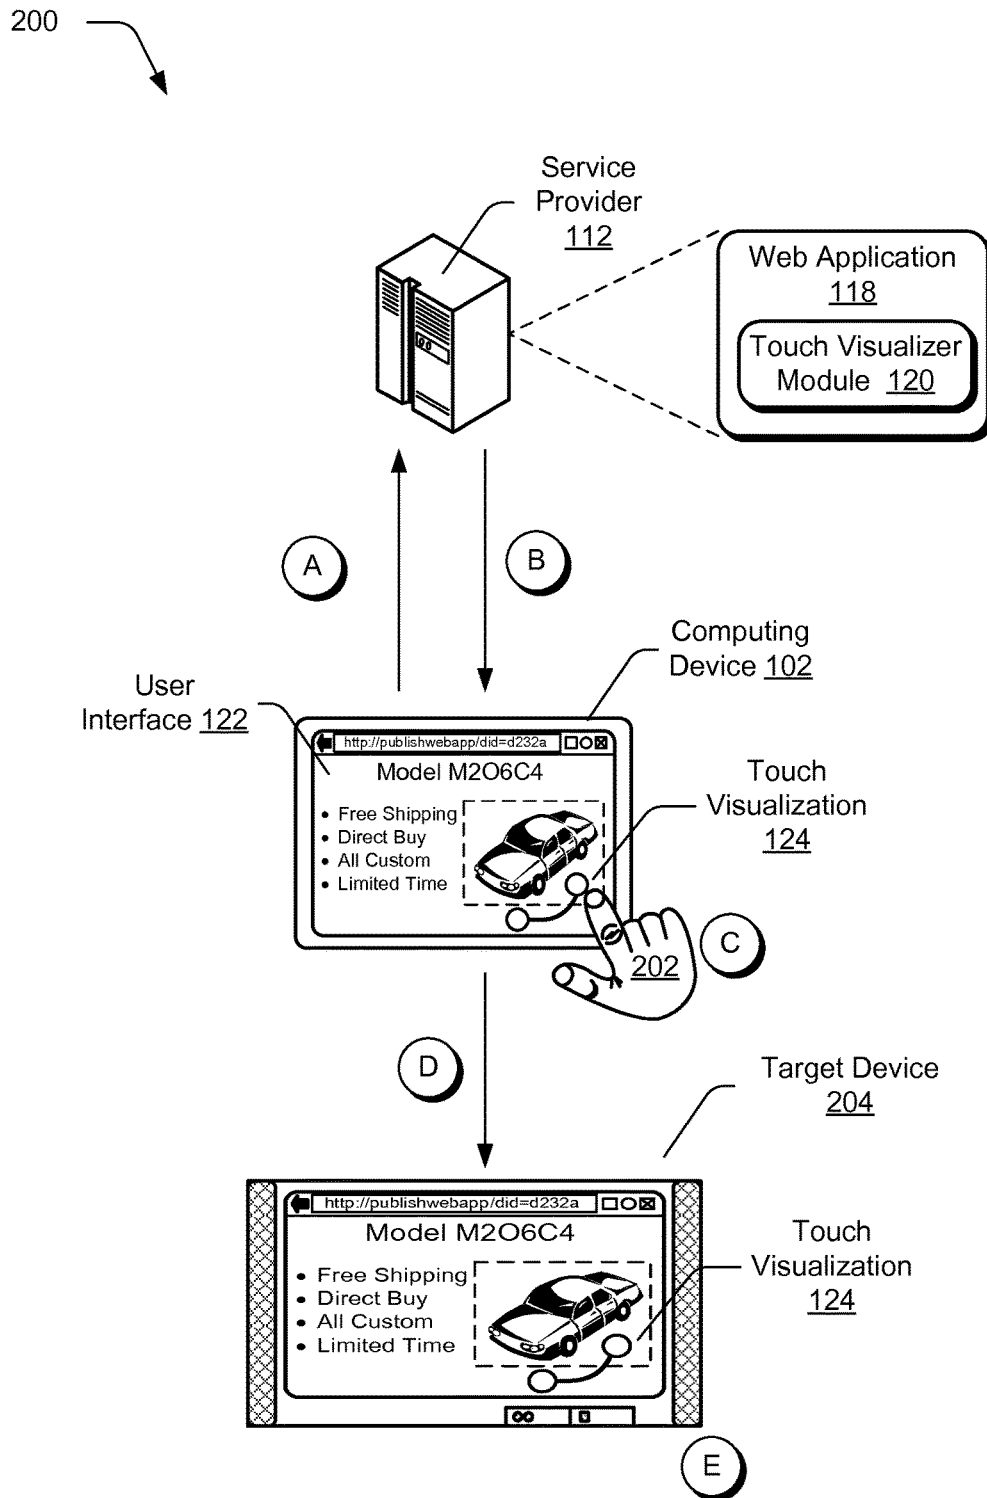 200
Service
Provider
112
Web Application
118
Touch Visualizer
Module 120
A
B
Computing
Device 102
User
Interface 122
http://publishwebapp/did=d232a
Model M2O6C4
• Free Shipping
• Direct Buy
• All Custom
• Limited Time
Touch
Visualization
124
202
C
D
Target Device
204
http://publishwebapp/did=d232a
Model M2O6C4
• Free Shipping
• Direct Buy
• All Custom
• Limited Time
Touch
Visualization
124
E